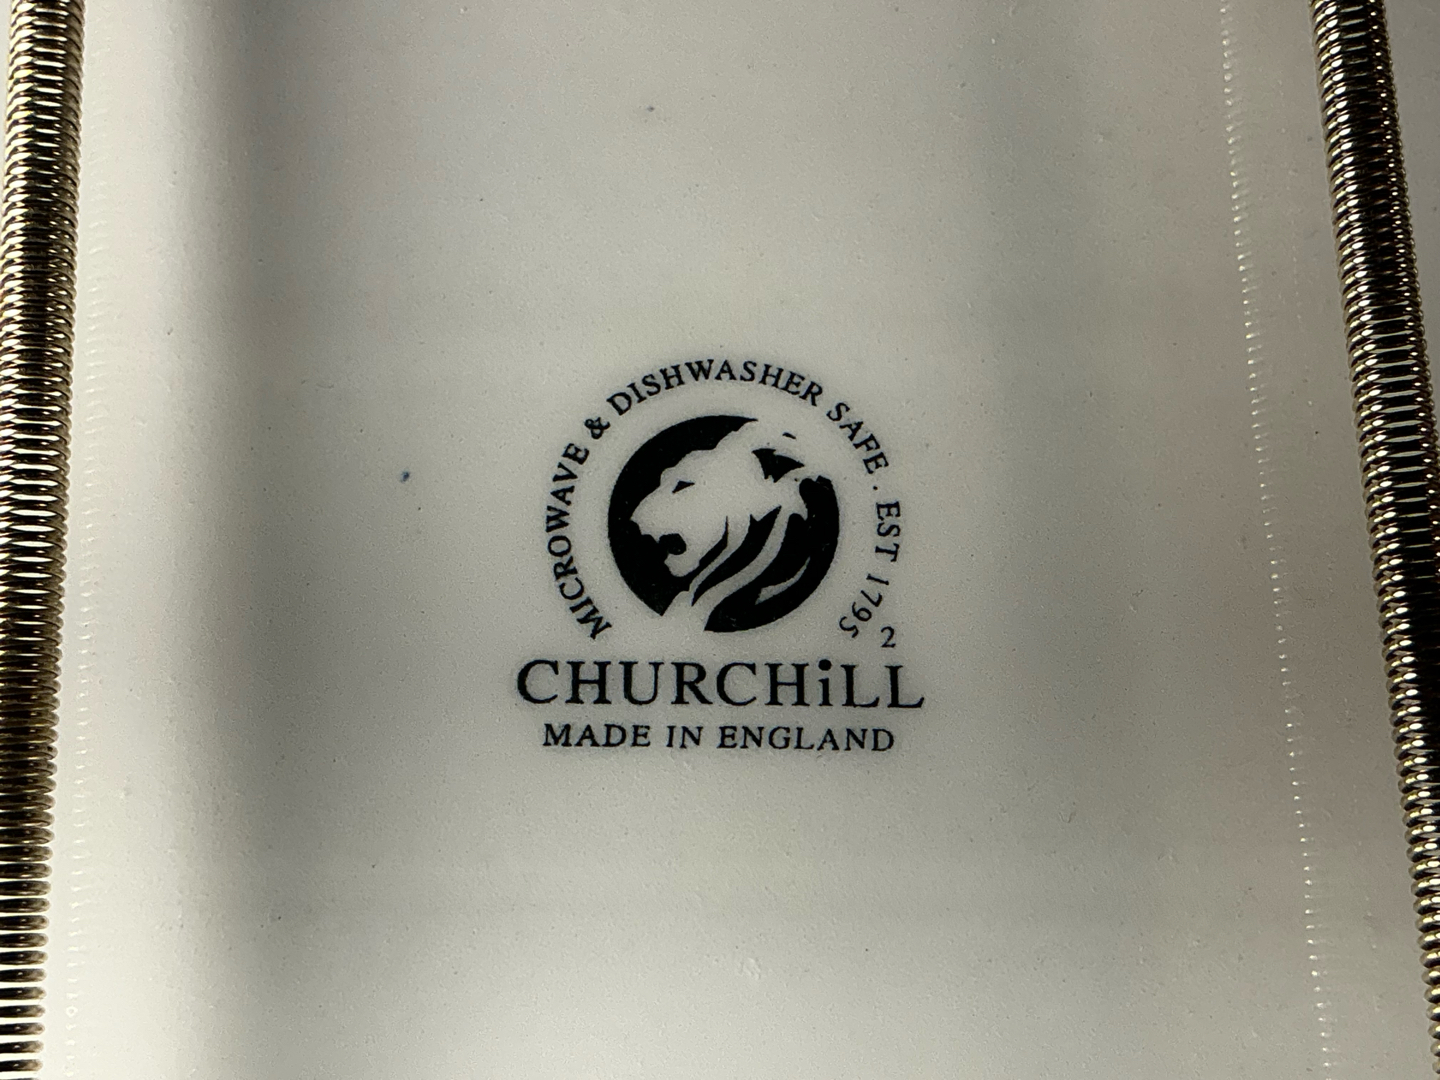 MICROWAVE & DISHWASHER SAFE . EST 1795
2
CHURCHiLL
MADE IN ENGLAND